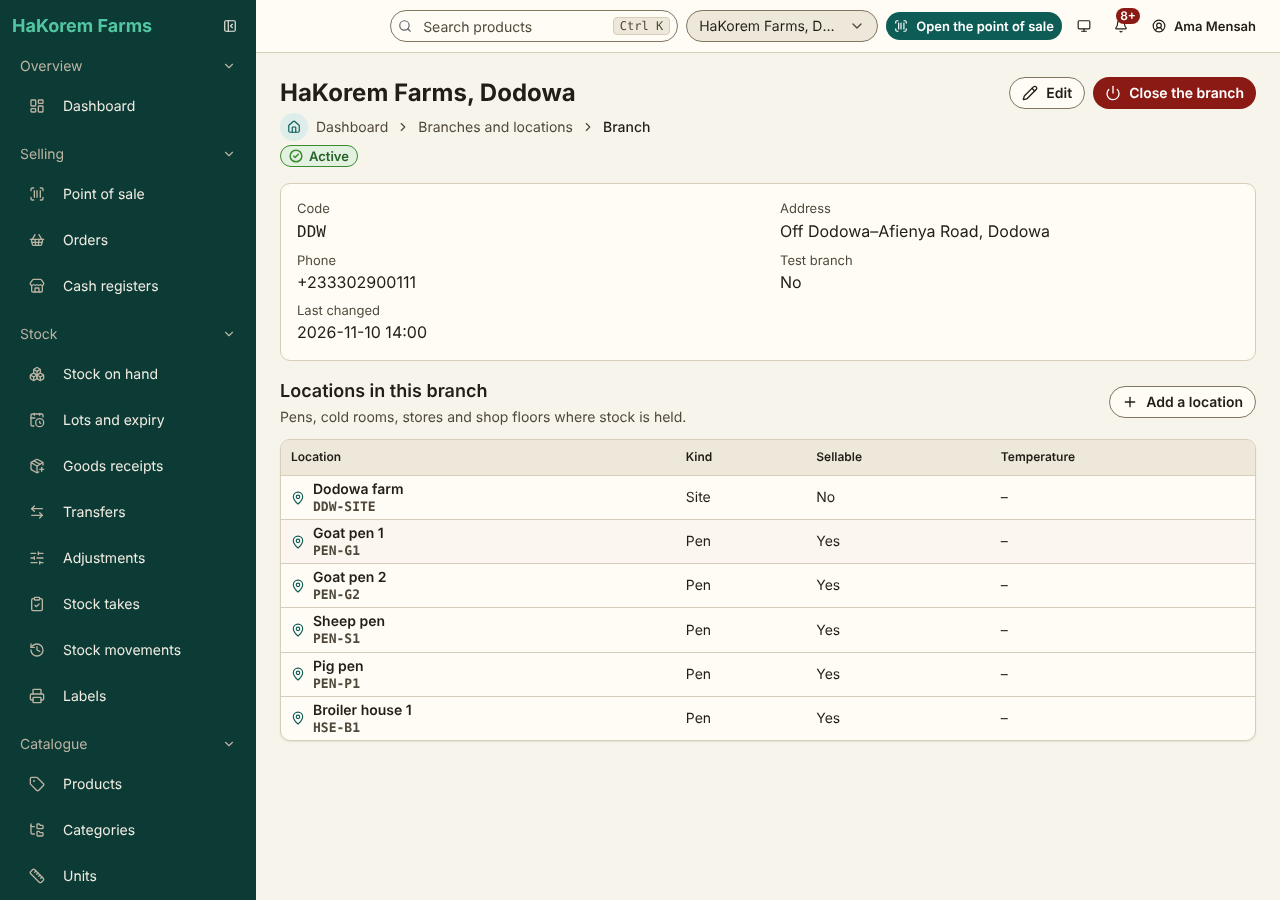 HaKorem Farms
Search products
Ctrl K
HaKorem Farms, D...
Open the point of sale
8+
Ama Mensah
Overview
Dashboard
Selling
Point of sale
Orders
Cash registers
Stock
Stock on hand
Lots and expiry
Goods receipts
Transfers
Adjustments
Stock takes
Stock movements
Labels
Catalogue
Products
Categories
Units
HaKorem Farms, Dodowa
Edit
Close the branch
Dashboard > Branches and locations > Branch
Active
Code
DDW
Address
Off Dodowa–Afienya Road, Dodowa
Phone
+233302900111
Test branch
No
Last changed
2026-11-10 14:00
Locations in this branch
Pens, cold rooms, stores and shop floors where stock is held.
Add a location
Location Kind Sellable Temperature
Dodowa farm
DDW-SITE
Site No –
Goat pen 1
PEN-G1
Pen Yes –
Goat pen 2
PEN-G2
Pen Yes –
Sheep pen
PEN-S1
Pen Yes –
Pig pen
PEN-P1
Pen Yes –
Broiler house 1
HSE-B1
Pen Yes –